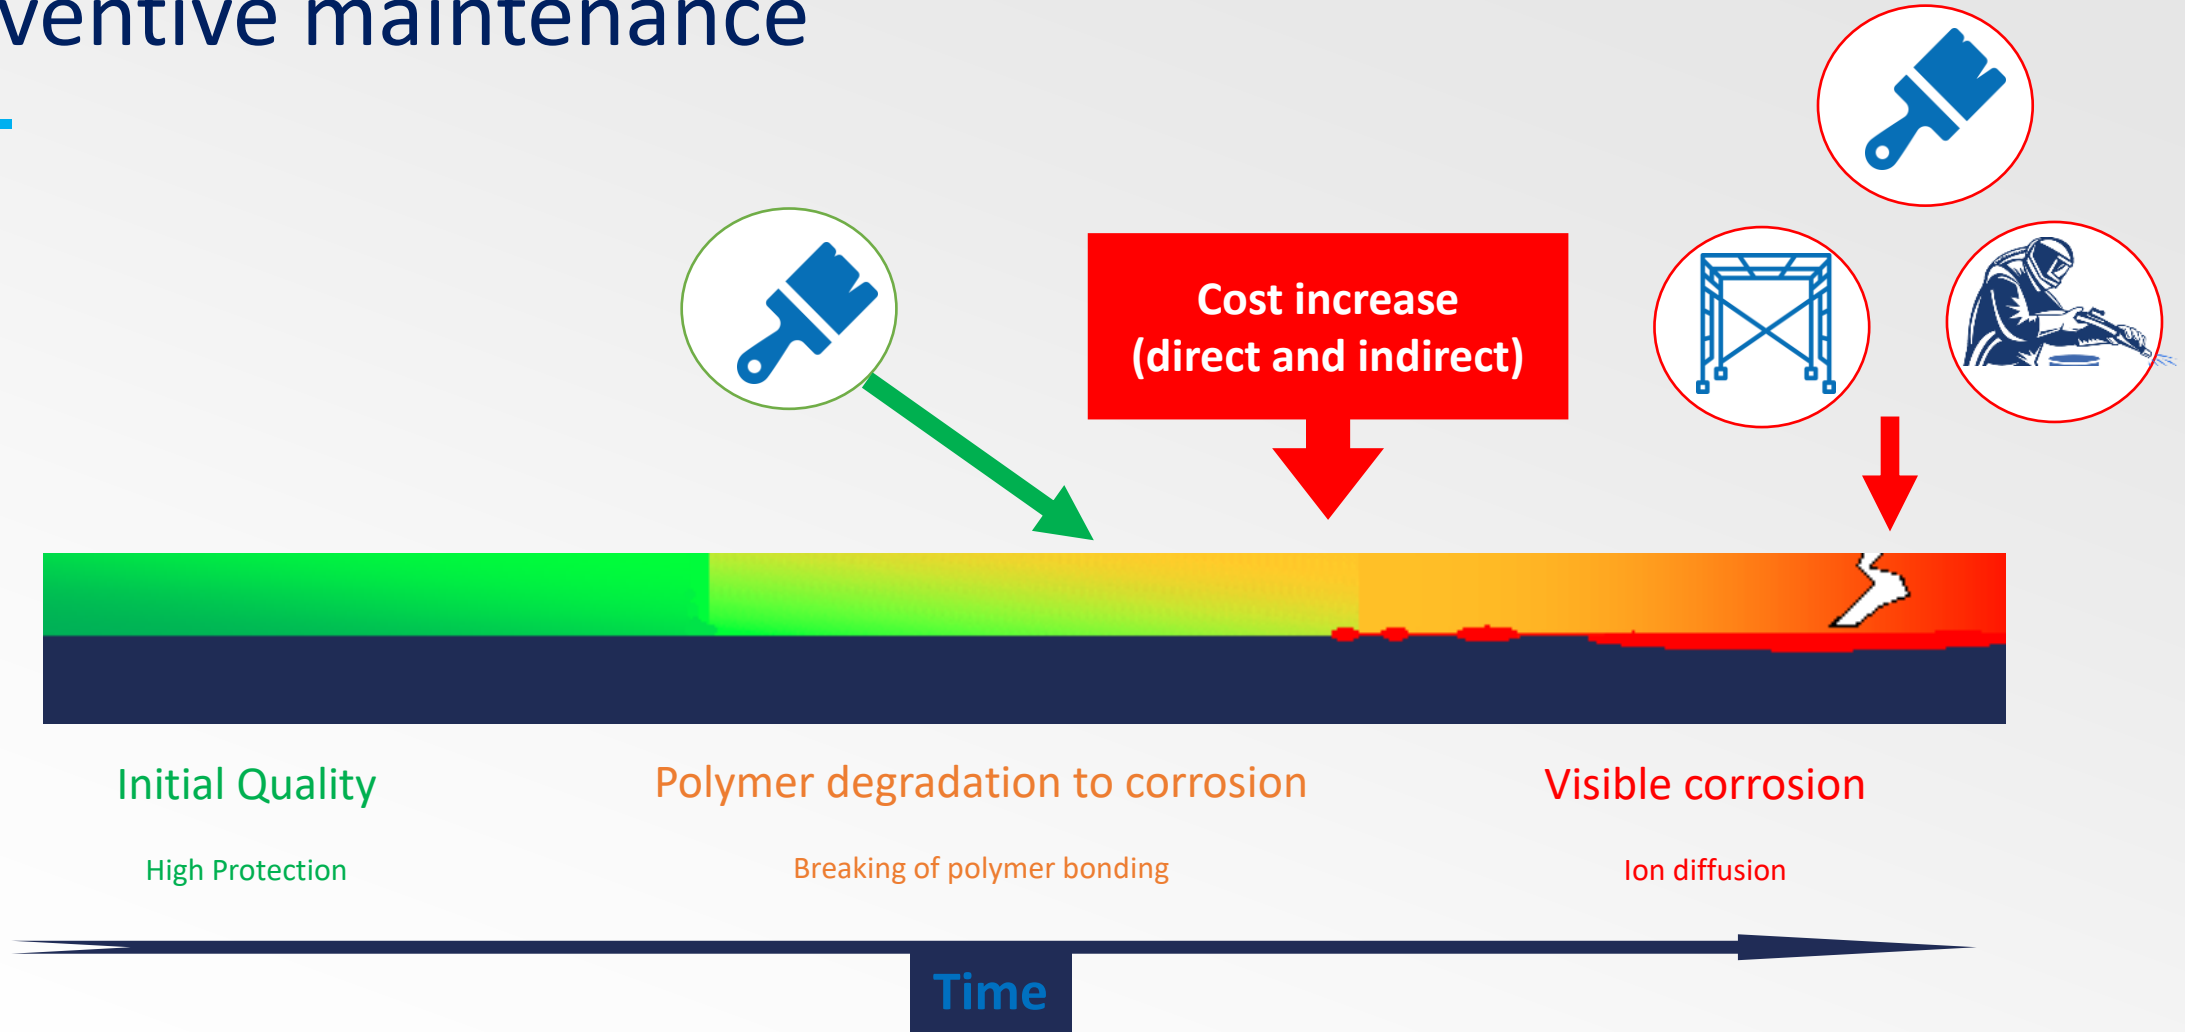 ventive maintenance
Cost increase
(direct and indirect)
Initial Quality
Polymer degradation to corrosion
Visible corrosion
High Protection
Breaking of polymer bonding
Ion diffusion
Time